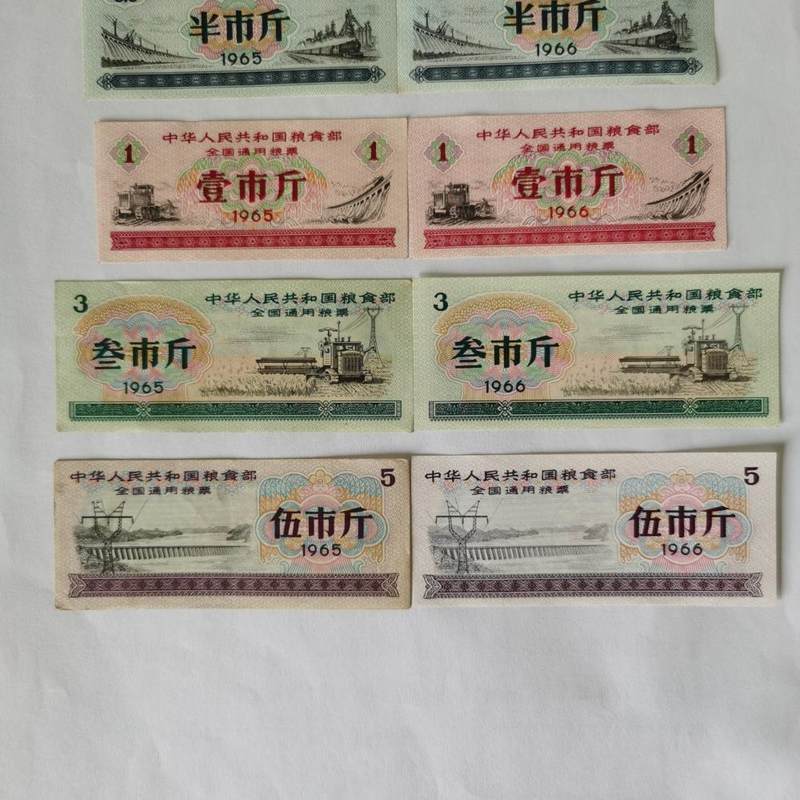 半市斤
1965
半市斤
1966
中华人民共和国粮食部
全国通用粮票
1
1
壹市斤
1965
中华人民共和国粮食部
全国通用粮票
1
1
壹市斤
1966
3
中华人民共和国粮食部
全国通用粮票
叁市斤
1965
3
中华人民共和国粮食部
全国通用粮票
叁市斤
1966
中华人民共和国粮食部
5
全国通用粮票
伍市斤
1965
中华人民共和国粮食部
5
全国通用粮票
伍市斤
1966